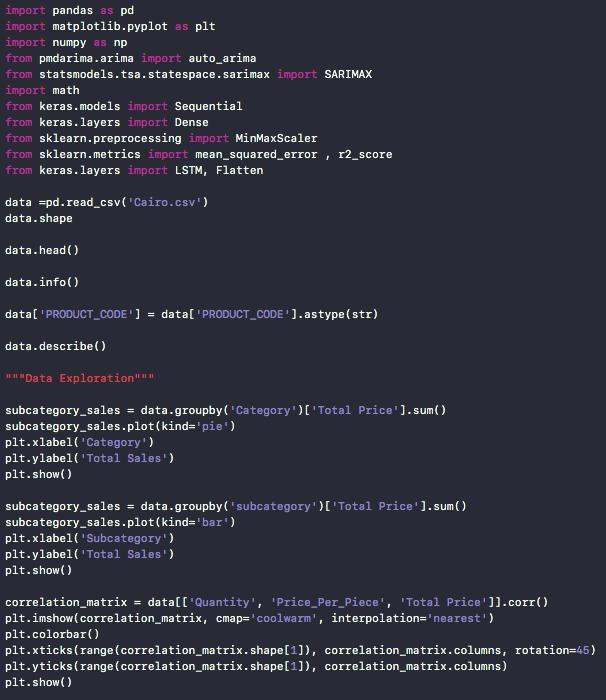 import pandas as pd
import matplotlib.pyplot as plt
import numpy as np
from pmdarima.arima import auto_arima
from statsmodels.tsa.statespace.sarimax import SARIMAX
import math
from keras.models import Sequential
from keras.layers import Dense
from sklearn.preprocessing import MinMaxScaler
from sklearn.metrics import mean_squared_error , r2_score
from keras.layers import LSTM, Flatten
data =pd.read_csv('Cairo.csv')
data.shape
data.head()
data.info()
data['PRODUCT_CODE'] = data['PRODUCT_CODE'].astype(str)
data.describe()
"""Data Exploration"""
subcategory_sales = data.groupby('Category')['Total Price'].sum()
subcategory_sales.plot(kind='pie')
plt.xlabel('Category')
plt.ylabel('Total Sales')
plt.show()
subcategory_sales = data.groupby('subcategory')['Total Price'].sum()
subcategory_sales.plot(kind='bar')
plt.xlabel('Subcategory')
plt.ylabel('Total Sales')
plt.show()
correlation_matrix = data[['Quantity', 'Price_Per_Piece', 'Total Price']].corr()
plt.imshow(correlation_matrix, cmap='coolwarm', interpolation='nearest')
plt.colorbar()
plt.xticks(range(correlation_matrix.shape[1]), correlation_matrix.columns, rotation=45)
plt.yticks(range(correlation_matrix.shape[1]), correlation_matrix.columns)
plt.show()